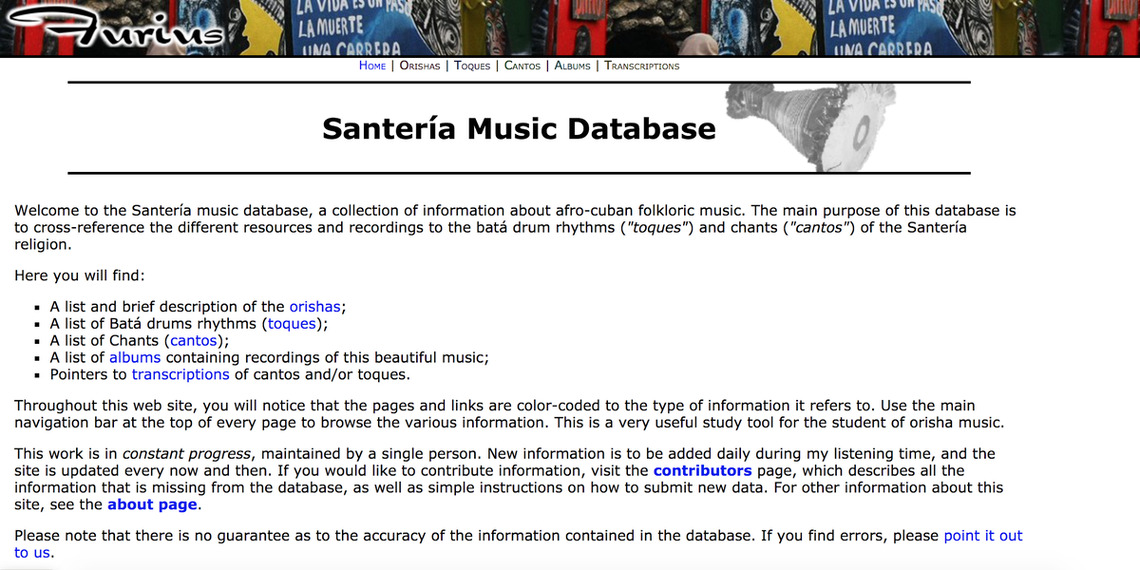 Furius
LA VIDA ES UN PASO
LA MUERTE
UNA CARRERA
LA VIDA ES UN PASO
LA MUERTE
UNA CARRERA
Home | Orishas | Toques | Cantos | Albums | Transcriptions
Santería Music Database
Welcome to the Santería music database, a collection of information about afro-cuban folkloric music. The main purpose of this database is
to cross-reference the different resources and recordings to the batá drum rhythms ("toques") and chants ("cantos") of the Santería
religion.
Here you will find:
▪ A list and brief description of the orishas;
▪ A list of Batá drums rhythms (toques);
▪ A list of Chants (cantos);
▪ A list of albums containing recordings of this beautiful music;
▪ Pointers to transcriptions of cantos and/or toques.
Throughout this web site, you will notice that the pages and links are color-coded to the type of information it refers to. Use the main
navigation bar at the top of every page to browse the various information. This is a very useful study tool for the student of orisha music.
This work is in constant progress, maintained by a single person. New information is to be added daily during my listening time, and the
site is updated every now and then. If you would like to contribute information, visit the contributors page, which describes all the
information that is missing from the database, as well as simple instructions on how to submit new data. For other information about this
site, see the about page.
Please note that there is no guarantee as to the accuracy of the information contained in the database. If you find errors, please point it out
to us.